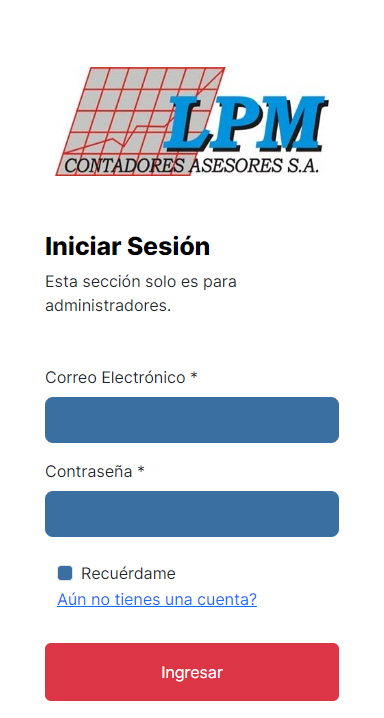 LPM
CONTADORES ASESORES S.A.
Iniciar Sesión
Esta sección solo es para
administradores.
Correo Electrónico *
Contraseña *
Recuérdame
Aún no tienes una cuenta?
Ingresar